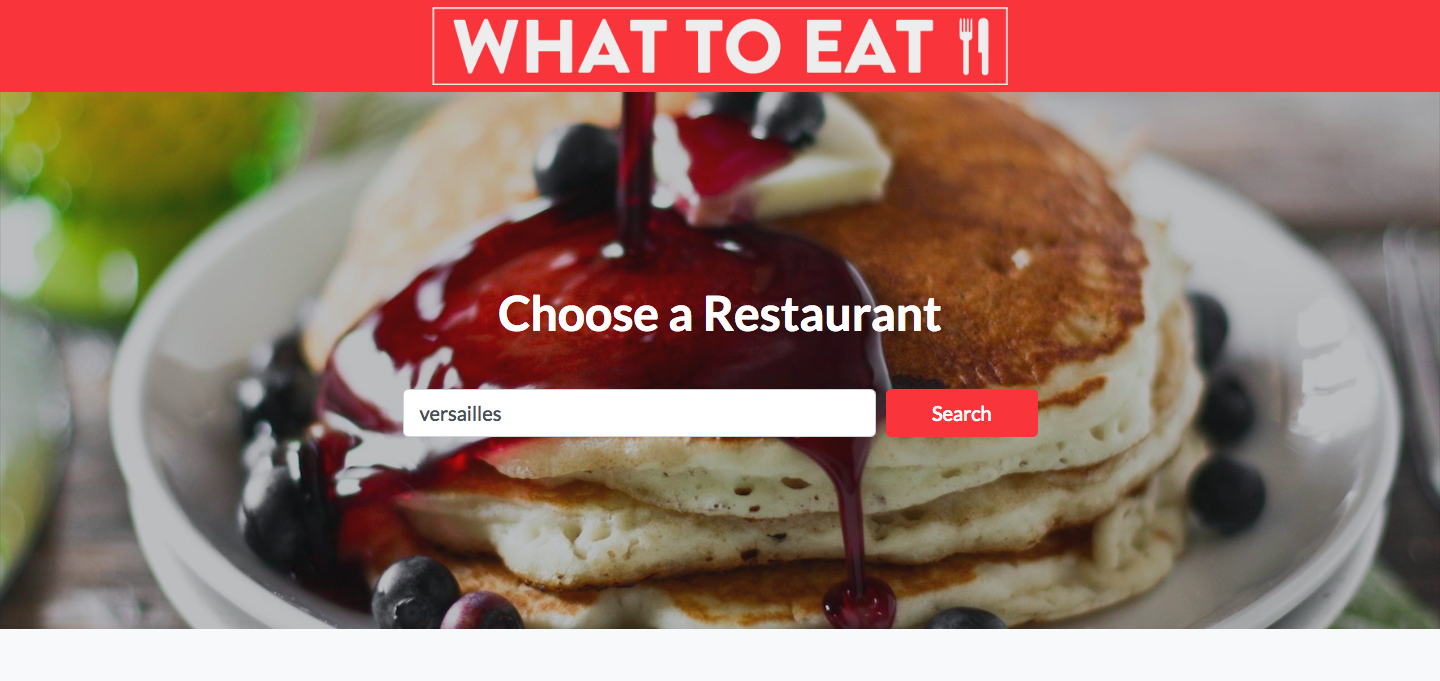 WHAT TO EAT
Choose a Restaurant
versailles
Search